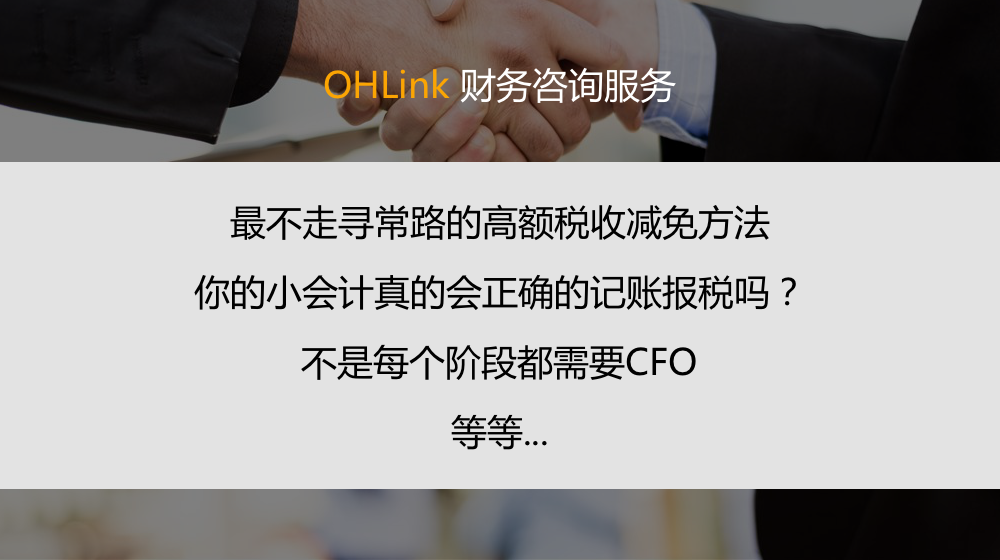 OHLink 财务咨询服务
最不走寻常路的高额税收减免方法
你的小会计真的会正确的记账报税吗？
不是每个阶段都需要CFO
等等...